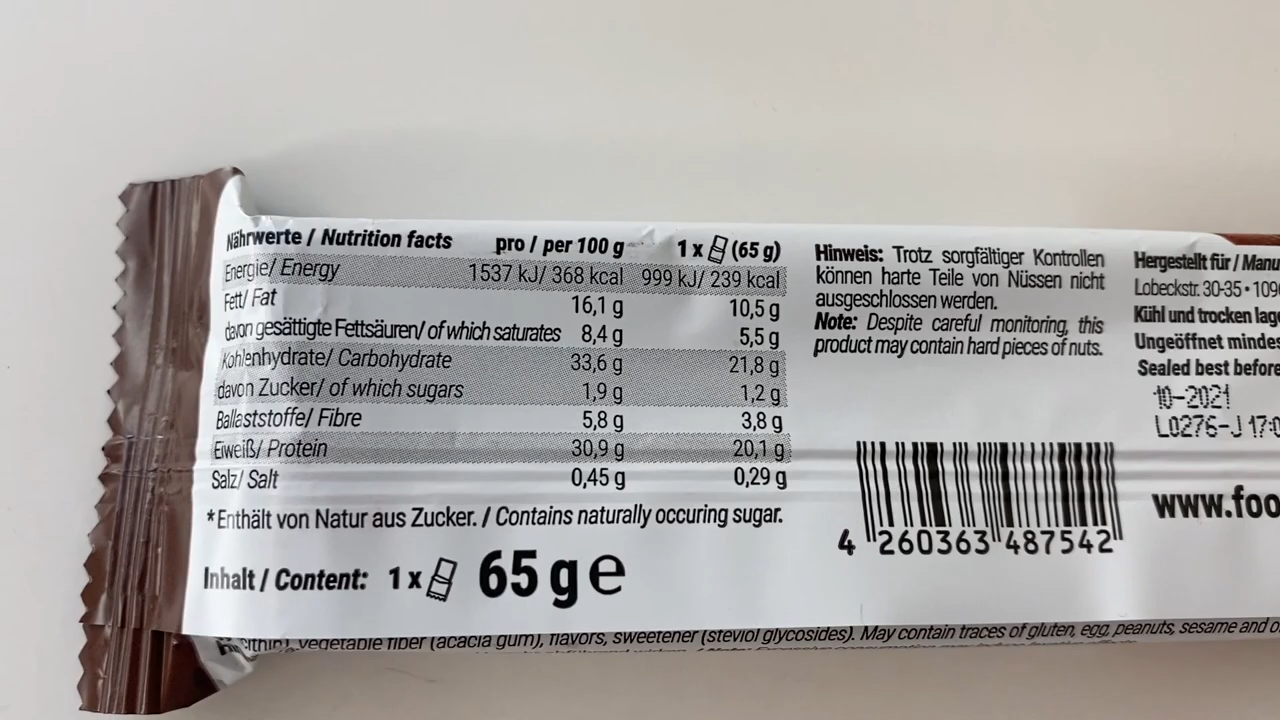 Nährwerte / Nutrition facts pro / per 100 g 1 x (65 g)
Energie/ Energy 1537 kJ/ 368 kcal 999 kJ/ 239 kcal
Fett/ Fat 16,1 g 10,5 g
davon gesättigte Fettsäuren/ of which saturates 8,4 g 5,5 g
Kohlenhydrate/ Carbohydrate 33,6 g 21,8 g
davon Zucker/ of which sugars 1,9 g 1,2 g
Ballaststoffe/ Fibre 5,8 g 3,8 g
Eiweiß/ Protein 30,9 g 20,1 g
Salz/ Salt 0,45 g 0,29 g
*Enthält von Natur aus Zucker. / Contains naturally occuring sugar.
Inhalt / Content: 1 x 65 g e
Hinweis: Trotz sorgfältiger Kontrollen
können harte Teile von Nüssen nicht
ausgeschlossen werden.
Note: Despite careful monitoring, this
product may contain hard pieces of nuts.
4 260363 487542
Hergestellt für / Manu
Lobeckstr. 30-35 • 109
Kühl und trocken lage
Ungeöffnet mindes
Sealed best before
10-2021
L0276-J 17:0
www.foo
vegetable fiber (acacia gum), flavors, sweetener (steviol glycosides). May contain traces of gluten, egg, peanuts, sesame and o